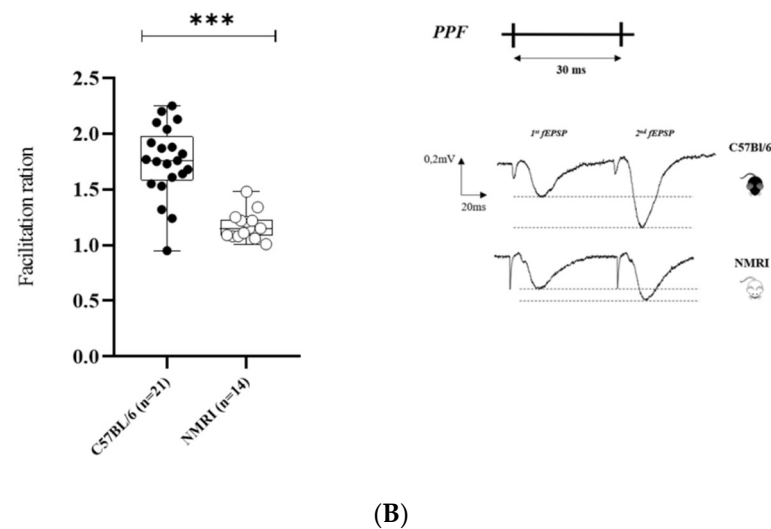 ***
Facilitation ration
2.5
2.0
1.5
1.0
0.5
0.0
C57BL/6 (n=21)
NMRI (n=14)
PPF
30 ms
1st fEPSP
2nd fEPSP
C57Bl/6
0,2mV
20ms
NMRI
(B)